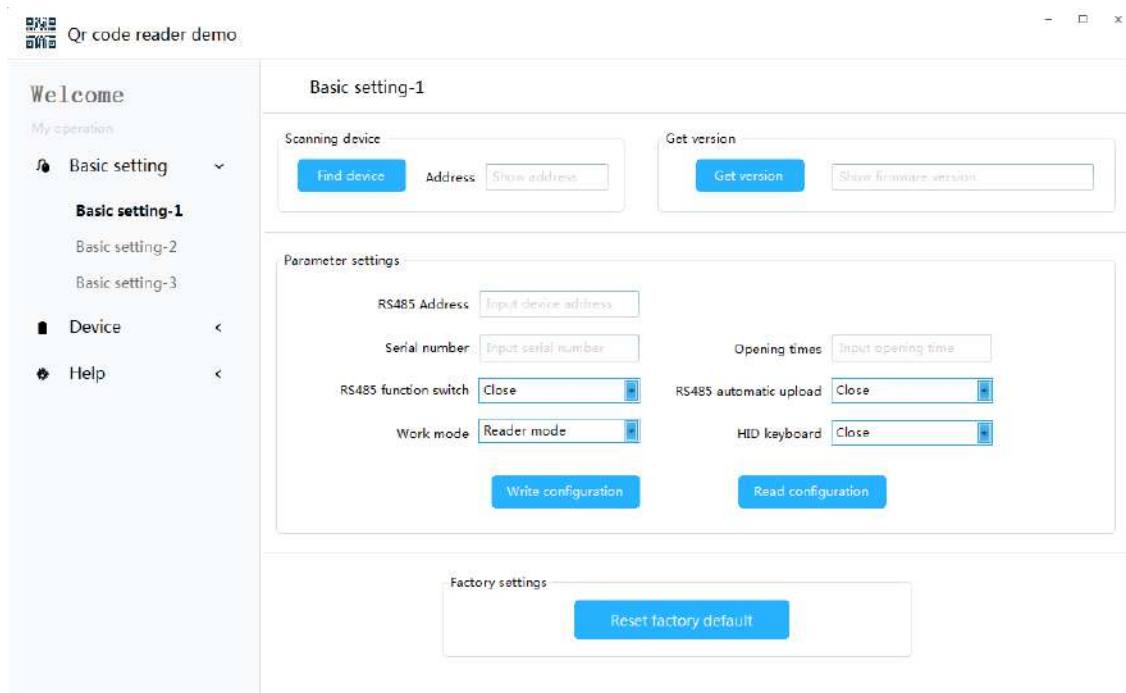 Qr code reader demo
Welcome
My operation
Basic setting
Basic setting-1
Basic setting-2
Basic setting-3
Device
Help
Basic setting-1
Scanning device
Find device
Address
Show address
Get version
Get version
Show firmware version
Parameter settings
RS485 Address
Input device address
Serial number
Input serial number
Opening times
Input opening time
RS485 function switch
Close
RS485 automatic upload
Close
Work mode
Reader mode
HID keyboard
Close
Write configuration
Read configuration
Factory settings
Reset factory default